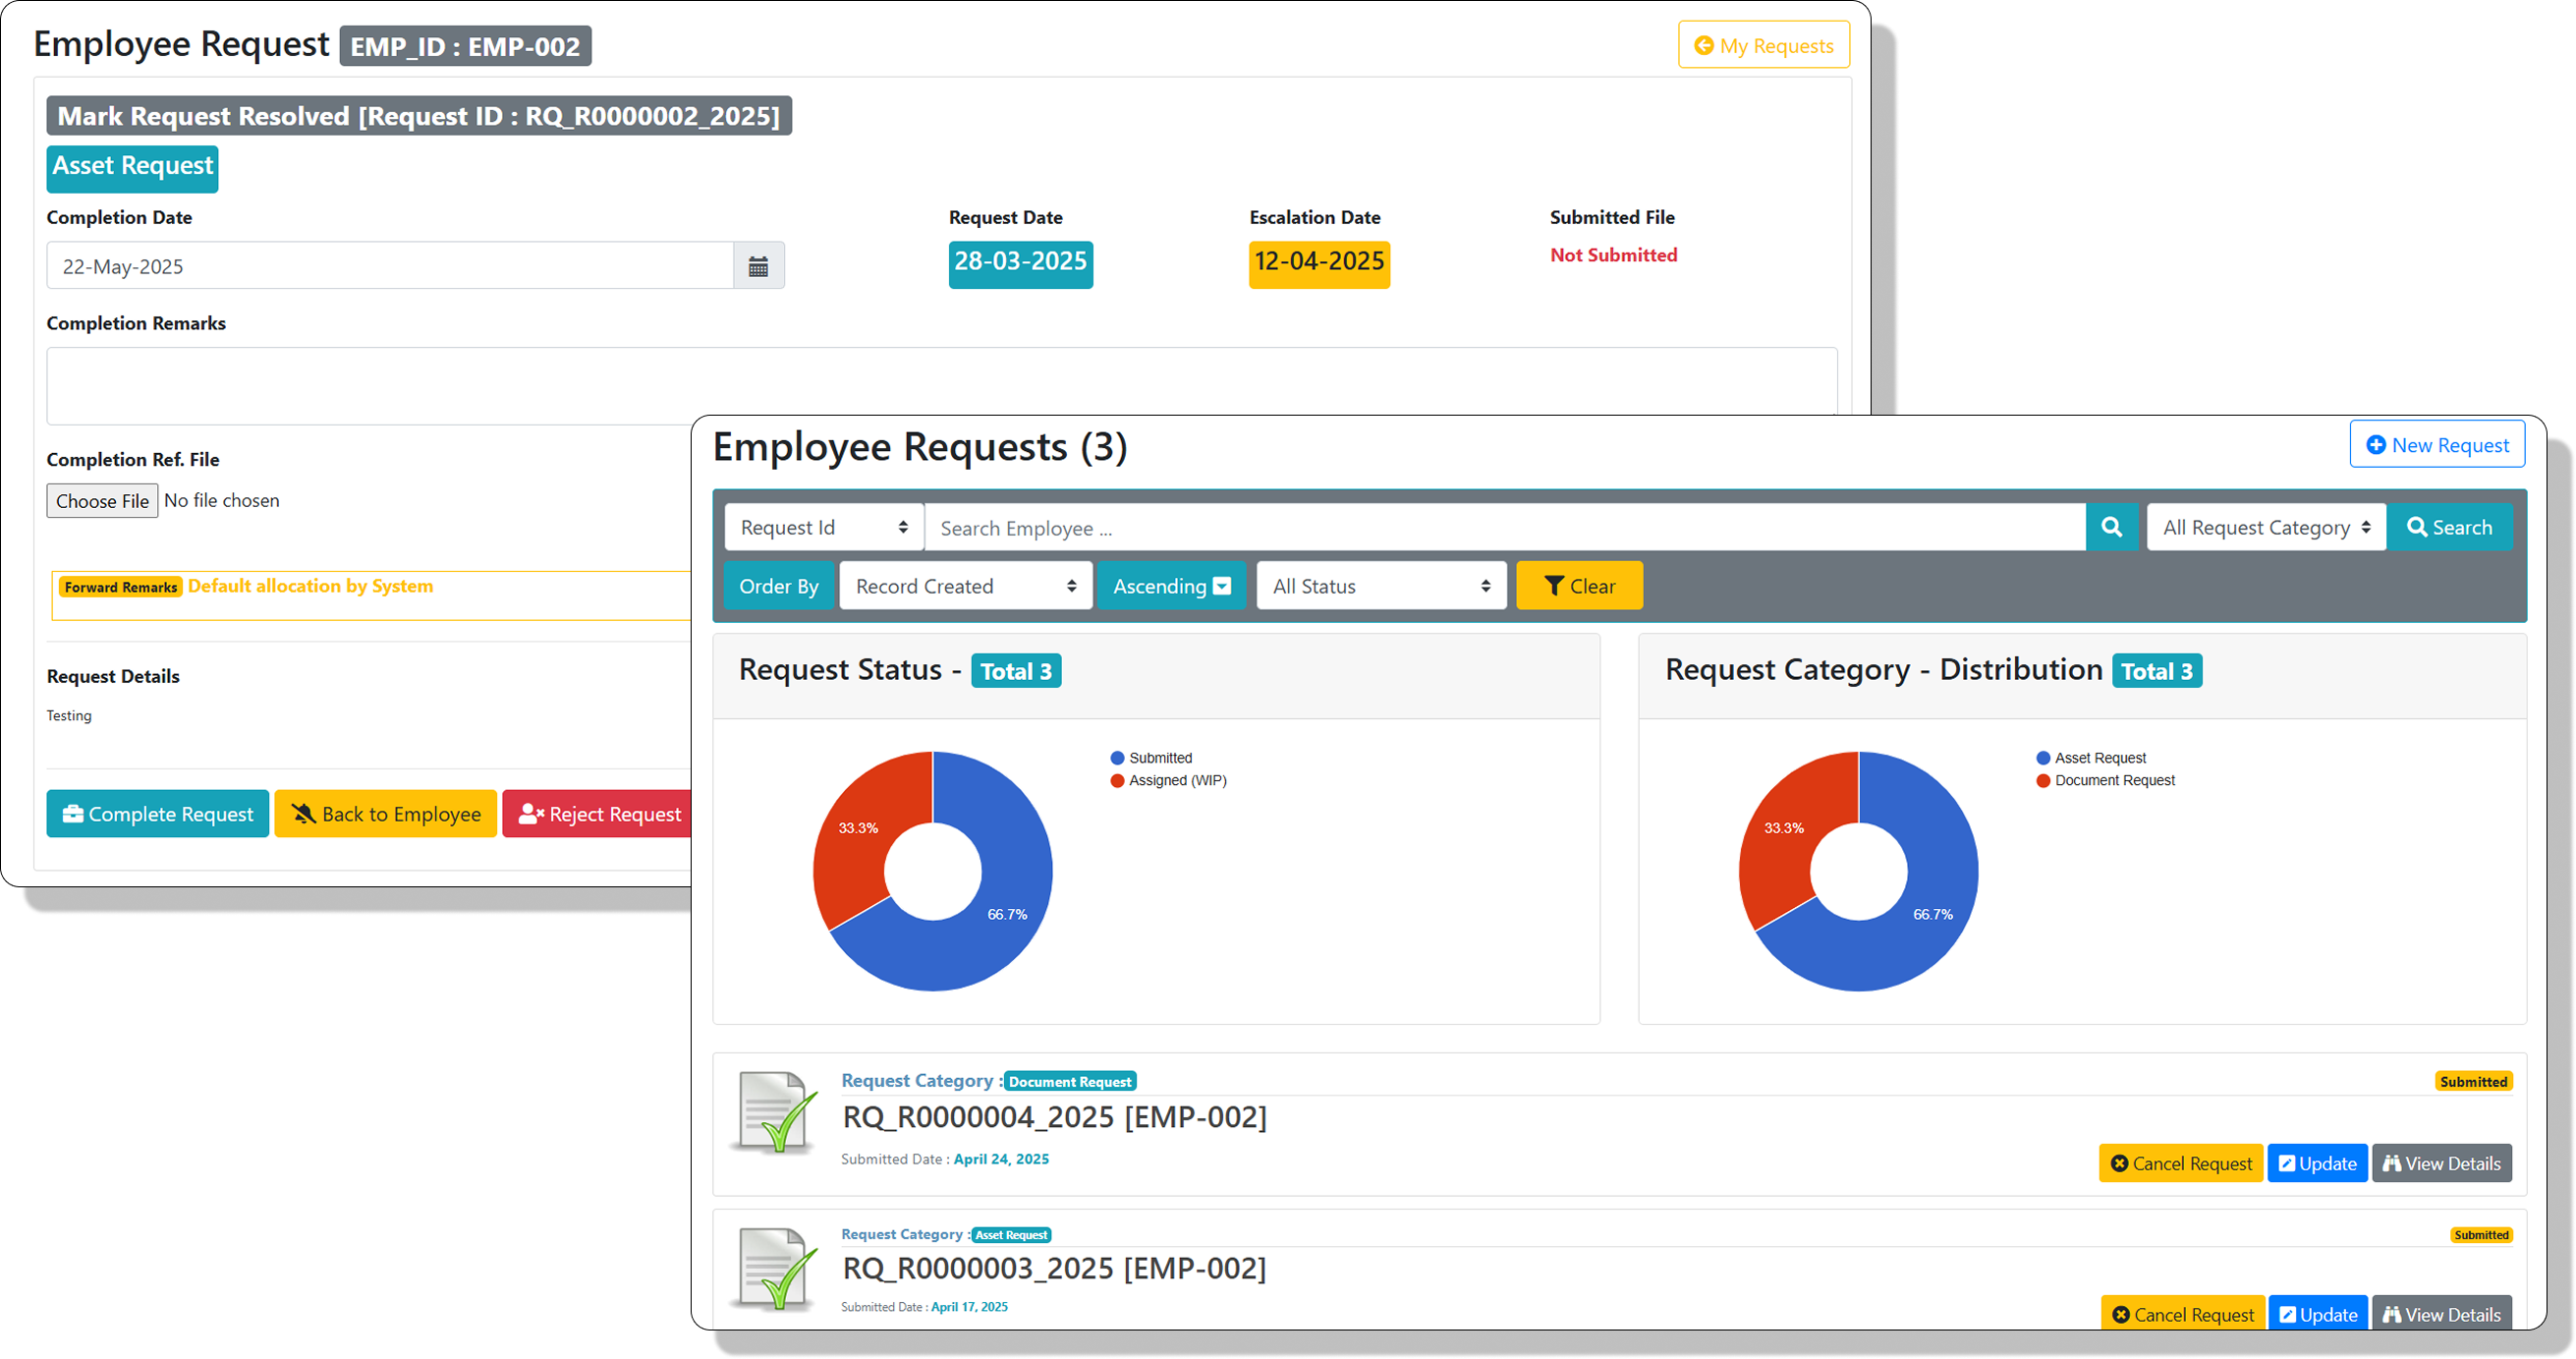 Employee Request EMP_ID : EMP-002
My Requests
Mark Request Resolved [Request ID : RQ_R0000002_2025]
Asset Request
Completion Date
Request Date
Escalation Date
Submitted File
22-May-2025
28-03-2025
12-04-2025
Not Submitted
Completion Remarks
Completion Ref. File
Choose File No file chosen
Forward Remarks Default allocation by System
Request Details
Testing
Complete Request
Back to Employee
Reject Request
Employee Requests (3)
New Request
Request Id
Search Employee ...
All Request Category
Search
Order By
Record Created
Ascending
All Status
Clear
Request Status - Total 3
Submitted
Assigned (WIP)
33.3%
66.7%
Request Category - Distribution Total 3
Asset Request
Document Request
33.3%
66.7%
Request Category : Document Request
Submitted
RQ_R0000004_2025 [EMP-002]
Submitted Date : April 24, 2025
Cancel Request
Update
View Details
Request Category : Asset Request
Submitted
RQ_R0000003_2025 [EMP-002]
Submitted Date : April 17, 2025
Cancel Request
Update
View Details